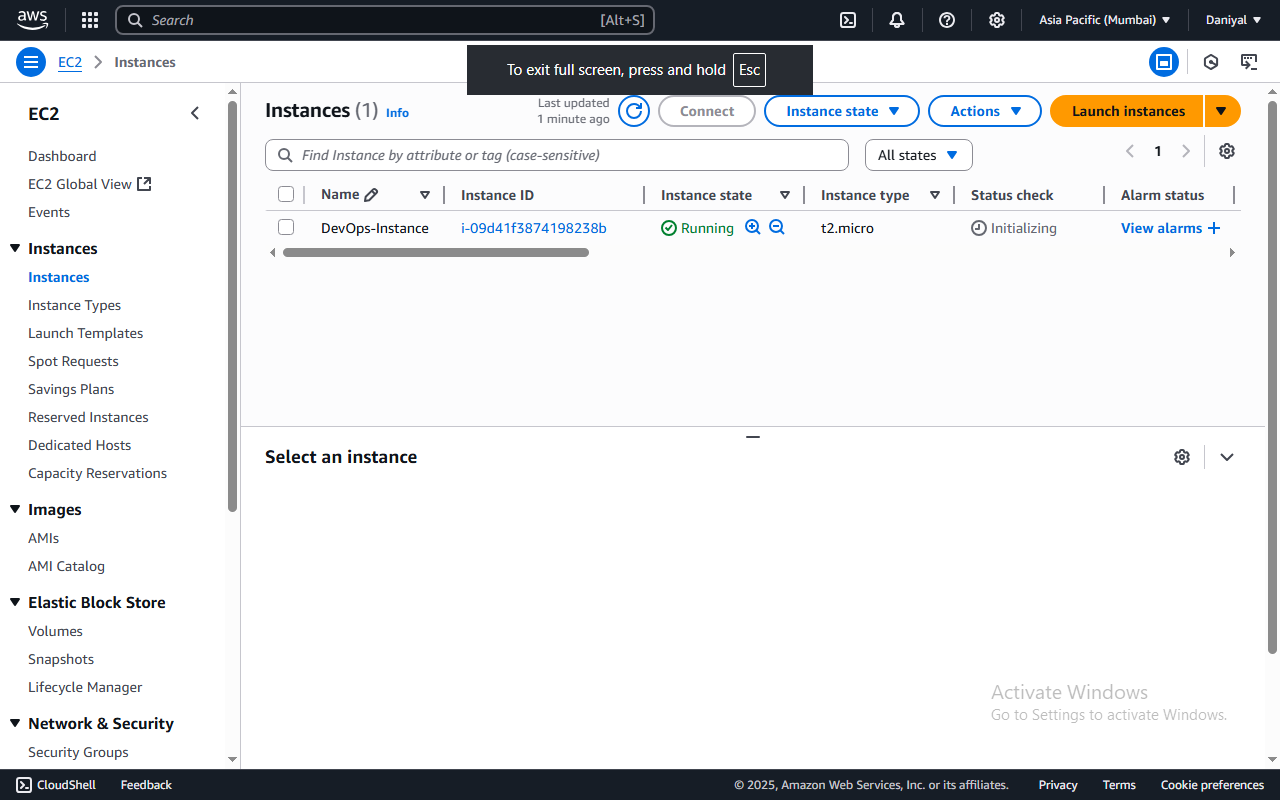 aws
Search [Alt+S]
Asia Pacific (Mumbai)
Daniyal
EC2
Instances
To exit full screen, press and hold Esc
EC2
Dashboard
EC2 Global View
Events
Instances
Instances
Instance Types
Launch Templates
Spot Requests
Savings Plans
Reserved Instances
Dedicated Hosts
Capacity Reservations
Images
AMIs
AMI Catalog
Elastic Block Store
Volumes
Snapshots
Lifecycle Manager
Network & Security
Security Groups
Instances (1) Info
Last updated
1 minute ago
Connect
Instance state
Actions
Launch instances
Find Instance by attribute or tag (case-sensitive)
All states
1
Name Instance ID Instance state Instance type Status check Alarm status
DevOps-Instance i-09d41f3874198238b Running t2.micro Initializing View alarms
Select an instance
Activate Windows
Go to Settings to activate Windows.
CloudShell Feedback © 2025, Amazon Web Services, Inc. or its affiliates. Privacy Terms Cookie preferences